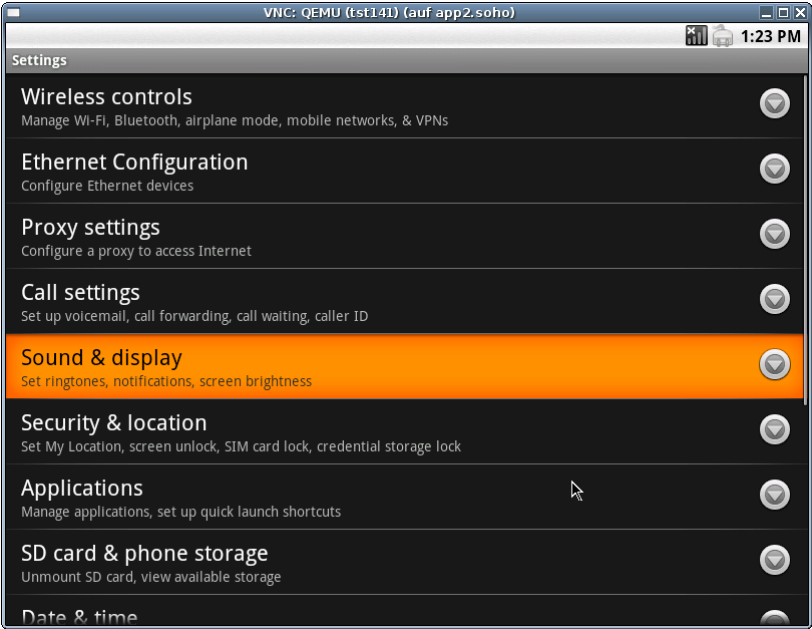 VNC: QEMU (tst141) (auf app2.soho)
1:23 PM
Settings
Wireless controls
Manage Wi-Fi, Bluetooth, airplane mode, mobile networks, & VPNs
Ethernet Configuration
Configure Ethernet devices
Proxy settings
Configure a proxy to access Internet
Call settings
Set up voicemail, call forwarding, call waiting, caller ID
Sound & display
Set ringtones, notifications, screen brightness
Security & location
Set My Location, screen unlock, SIM card lock, credential storage lock
Applications
Manage applications, set up quick launch shortcuts
SD card & phone storage
Unmount SD card, view available storage
Date & time